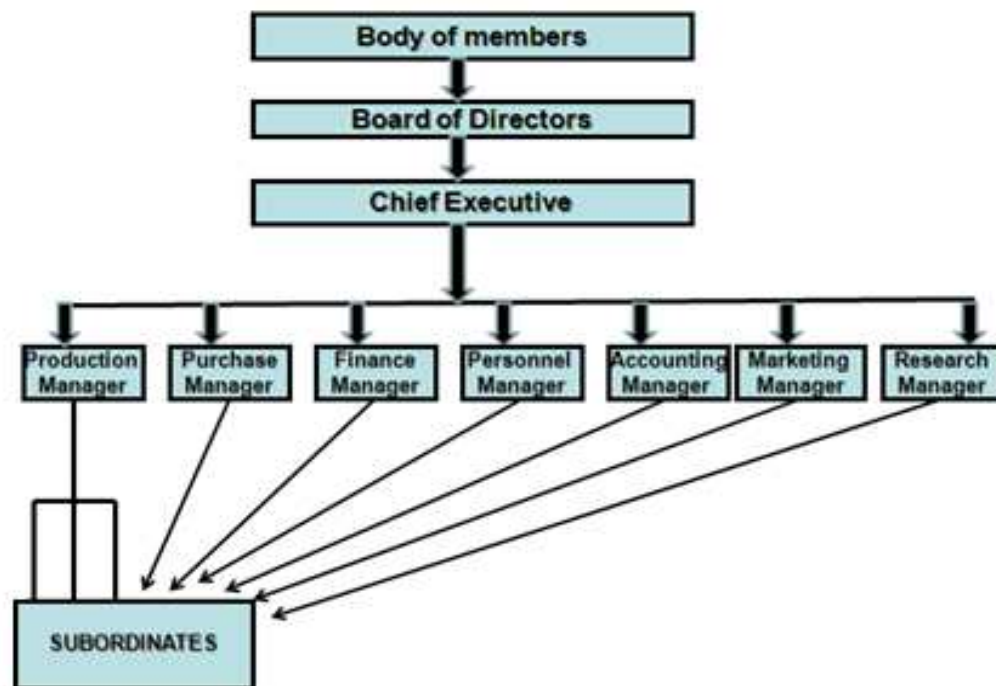 Body of members
Board of Directors
Chief Executive
Production
Manager
Purchase
Manager
Finance
Manager
Personnel
Manager
Accounting
Manager
Marketing
Manager
Research
Manager
SUBORDINATES